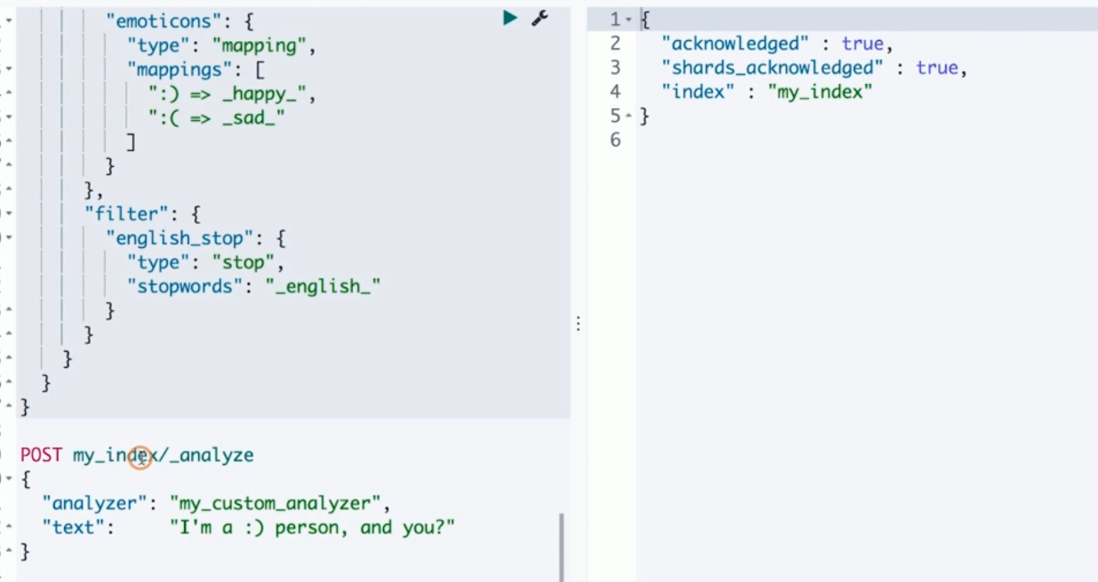 "emoticons": {
"type": "mapping",
"mappings": [
":) => _happy_",
":( => _sad_"
]
}
},
"filter": {
"english_stop": {
"type": "stop",
"stopwords": "_english_"
}
}
}
}
}
POST my_index/_analyze
{
"analyzer": "my_custom_analyzer",
"text": "I'm a :) person, and you?"
}
1 {
2 "acknowledged" : true,
3 "shards_acknowledged" : true,
4 "index" : "my_index"
5 }
6